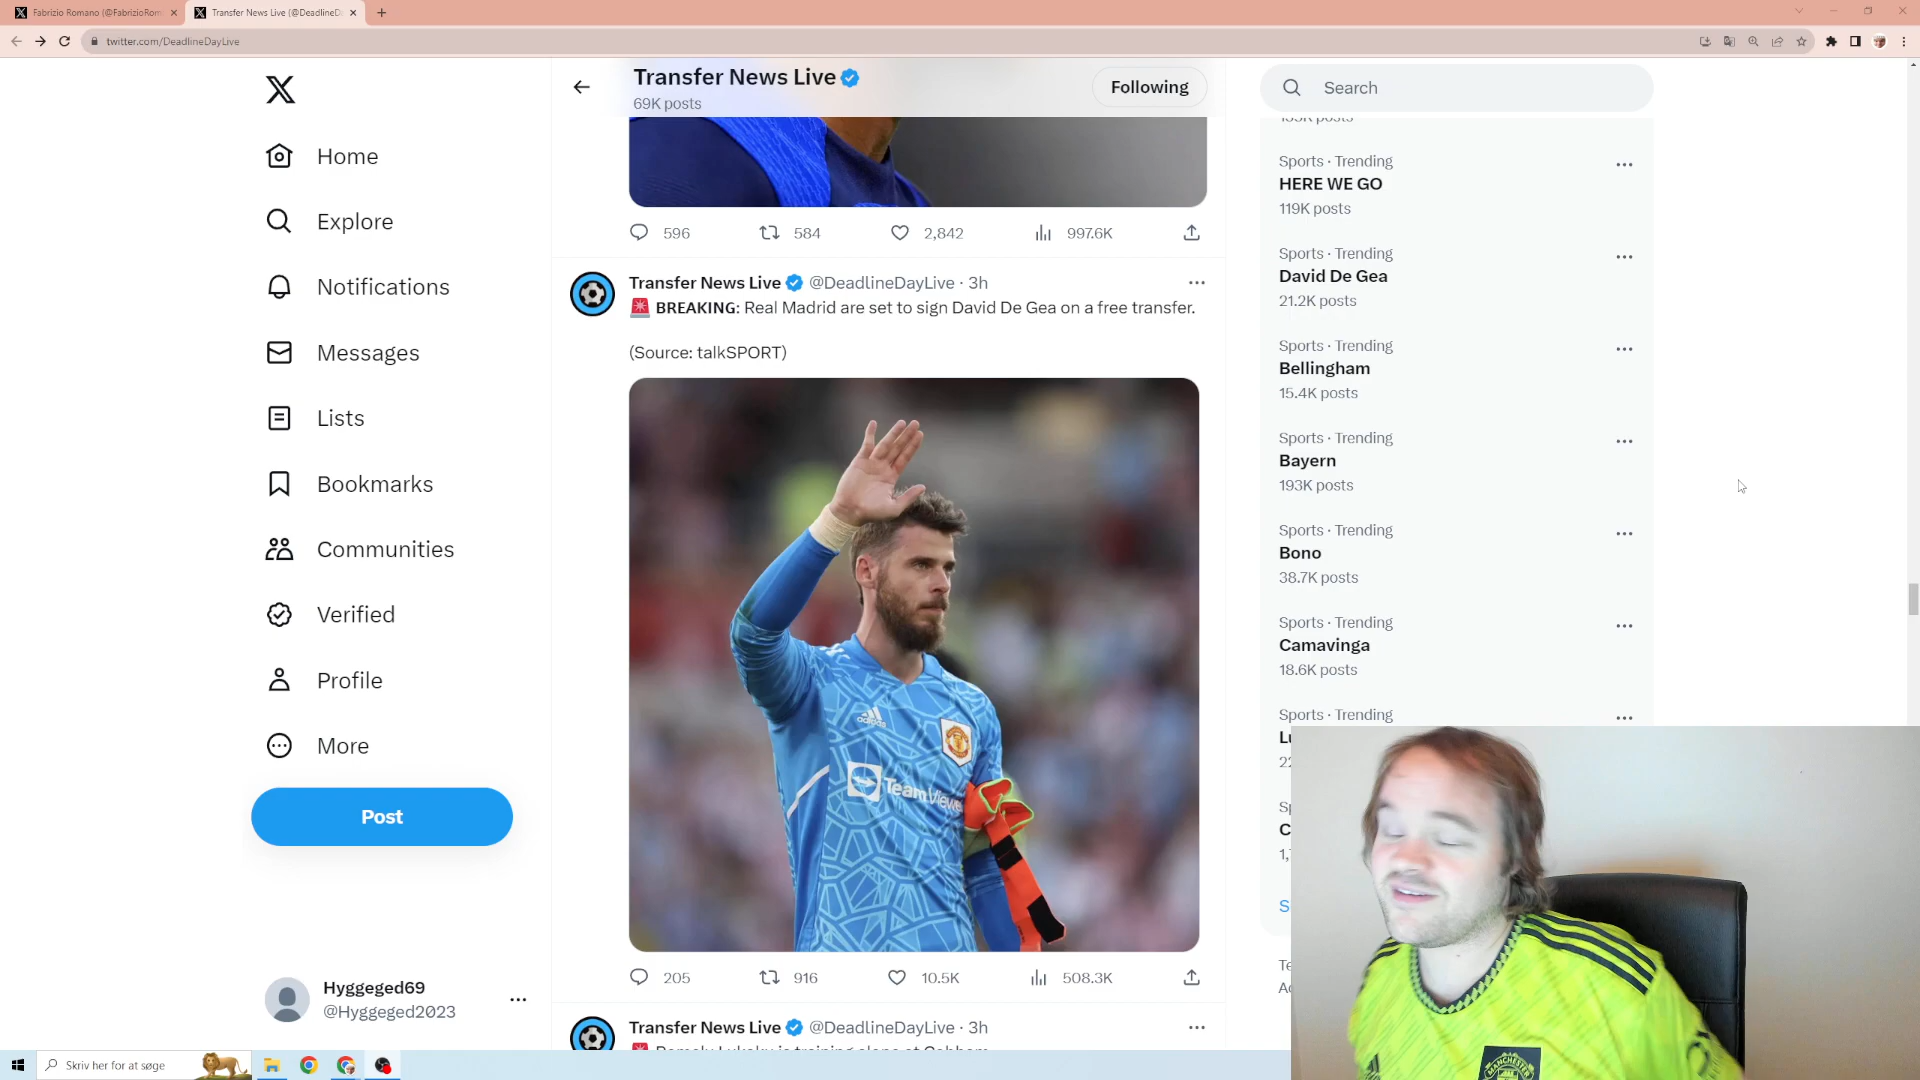 Fabrizio Romano (@FabrizioRom
Transfer News Live (@DeadlineDa
twitter.com/DeadlineDayLive
Transfer News Live
69K posts
Following
Search
Home
Explore
Notifications
Messages
Lists
Bookmarks
Communities
Verified
Profile
More
Post
Hyggeged69
@Hyggeged2023
596
584
2,842
997.6K
Transfer News Live @DeadlineDayLive · 3h
BREAKING: Real Madrid are set to sign David De Gea on a free transfer.
(Source: talkSPORT)
adidas
TeamViewer
205
916
10.5K
508.3K
Transfer News Live @DeadlineDayLive · 3h
Sports · Trending
HERE WE GO
119K posts
Sports · Trending
David De Gea
21.2K posts
Sports · Trending
Bellingham
15.4K posts
Sports · Trending
Bayern
193K posts
Sports · Trending
Bono
38.7K posts
Sports · Trending
Camavinga
18.6K posts
Sports · Trending
MANCHESTER
Skriv her for at søge